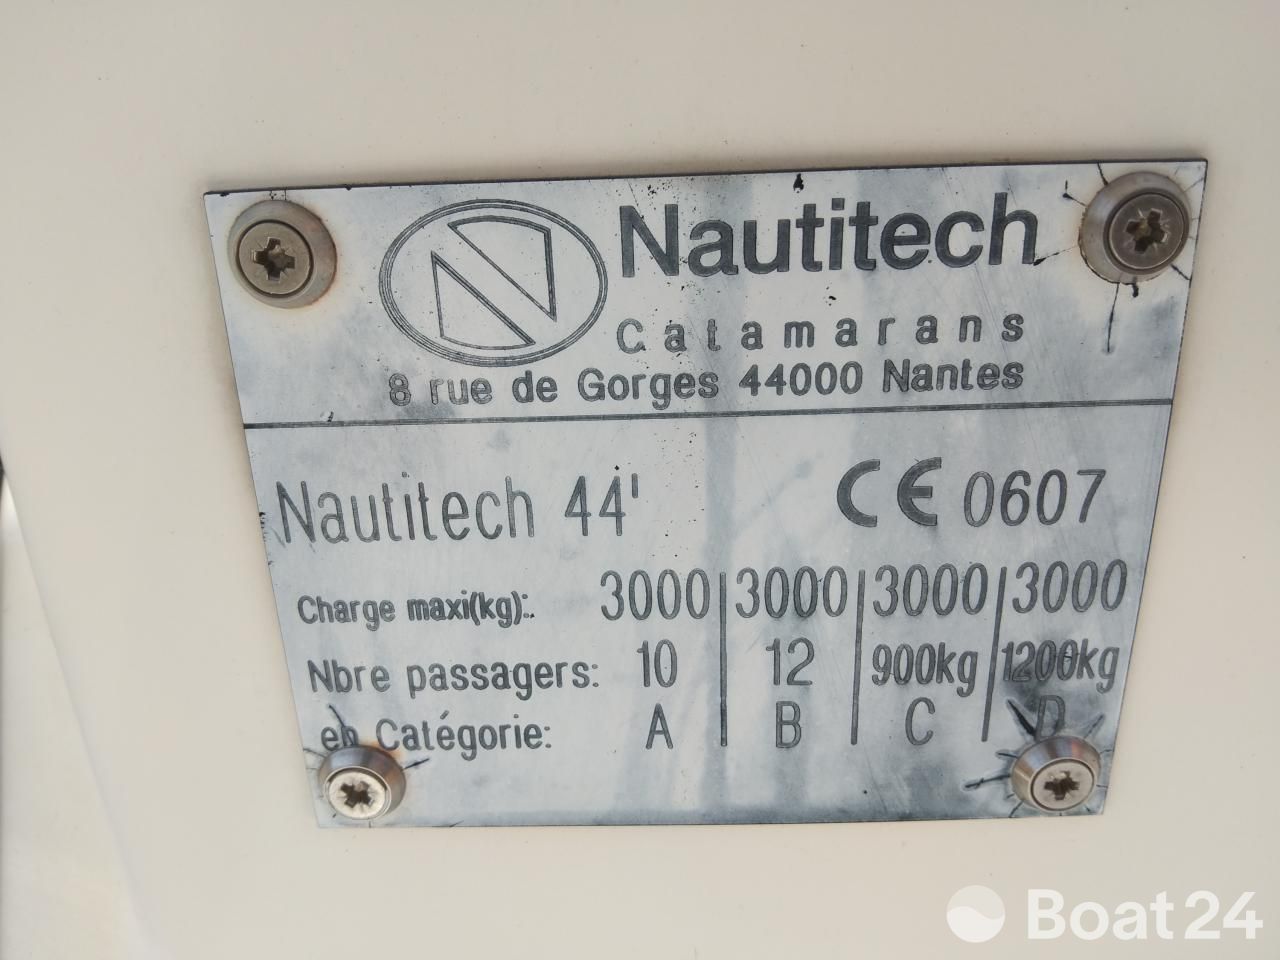 Nautitech
Catamarans
8 rue de Gorges 44000 Nantes
Nautitech 44' CE 0607
Charge maxi(kg): 3000 3000 3000 3000
Nbre passagers: 10 12 900kg 1200kg
en Catégorie: A B C D
Boat24